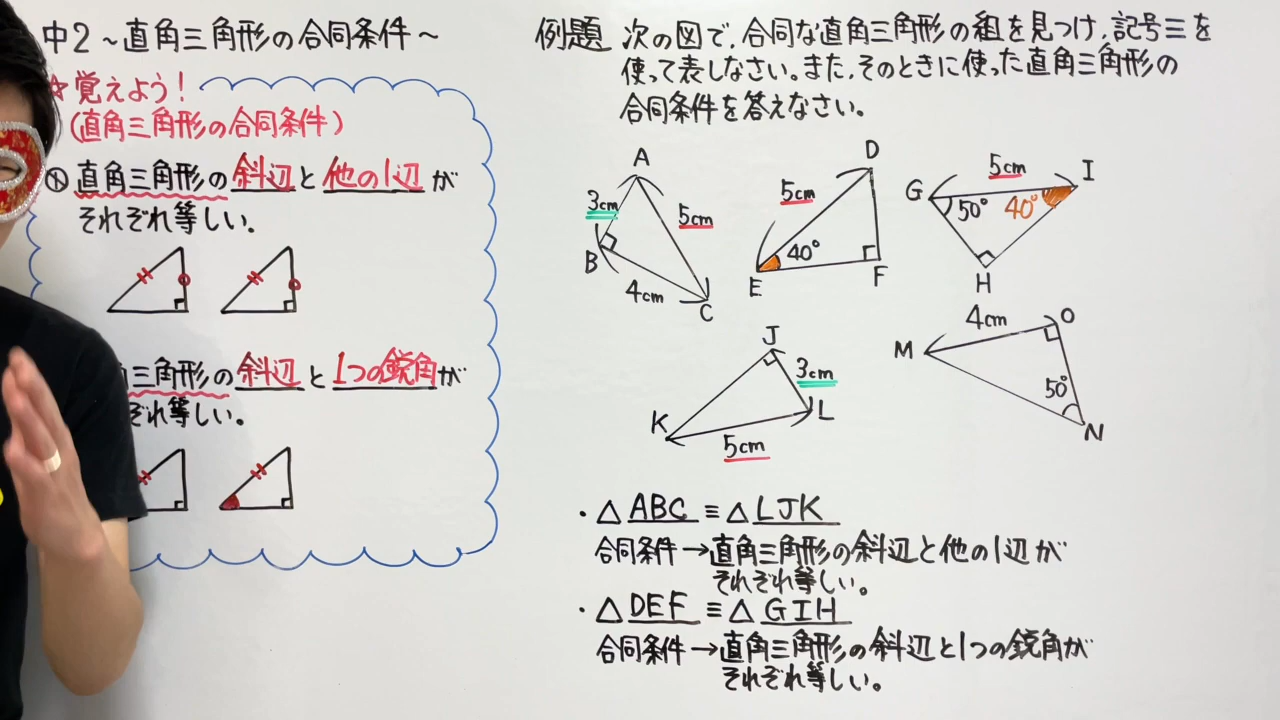 中2 ~直角三角形の合同条件~
☆覚えよう!
(直角三角形の合同条件)
① 直角三角形の斜辺と他の1辺が
それぞれ等しい。
三角形の斜辺と1つの鋭角が
ぞれ等しい。
例題 次の図で、合同な直角三角形の組を見つけ、記号≡を
使って表しなさい。また、そのときに使った直角三角形の
合同条件を答えなさい。
A
3cm
5cm
B
4cm
C
D
5cm
40°
E
F
5cm
G
I
50°
40°
H
J
3cm
K
L
5cm
4cm
O
M
50°
N
・△ABC≡△LJK
合同条件→直角三角形の斜辺と他の1辺が
それぞれ等しい。
・△DEF≡△GIH
合同条件→直角三角形の斜辺と1つの鋭角が
それぞれ等しい。